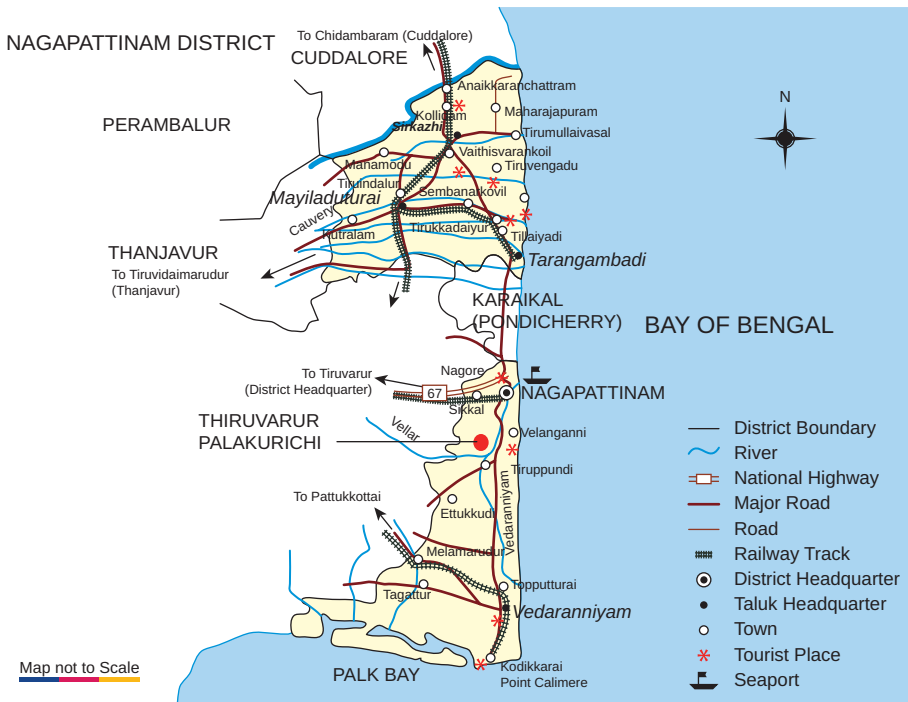 NAGAPATTINAM DISTRICT
To Chidambaram (Cuddalore)
CUDDALORE
Anaikkaranchattram
Maharajapuram
Kollidam
PERAMBALUR
Sirkazhi
Tirumullaivasal
Vaithisvarankoil
Manamodu
Tiruvengadu
Tiruindalur
Sembanarkovil
Mayiladuturai
Cauvery
Kutralam
Tirukkadaiyur
Tillaiyadi
THANJAVUR
Tarangambadi
To Tiruvidaimarudur
(Thanjavur)
KARAIKAL
(PONDICHERRY)
BAY OF BENGAL
N
Nagore
To Tiruvarur
(District Headquarter)
67
NAGAPATTINAM
Sikkal
THIRUVARUR
PALAKURICHI
Vellar
Velanganni
Tiruppundi
Vedaranniyam
To Pattukkottai
Ettukkudi
Melamarudur
Tagattur
Topputturai
Vedaranniyam
Kodikkarai
Point Calimere
PALK BAY
Map not to Scale
District Boundary
River
National Highway
Major Road
Road
Railway Track
District Headquarter
Taluk Headquarter
Town
Tourist Place
Seaport